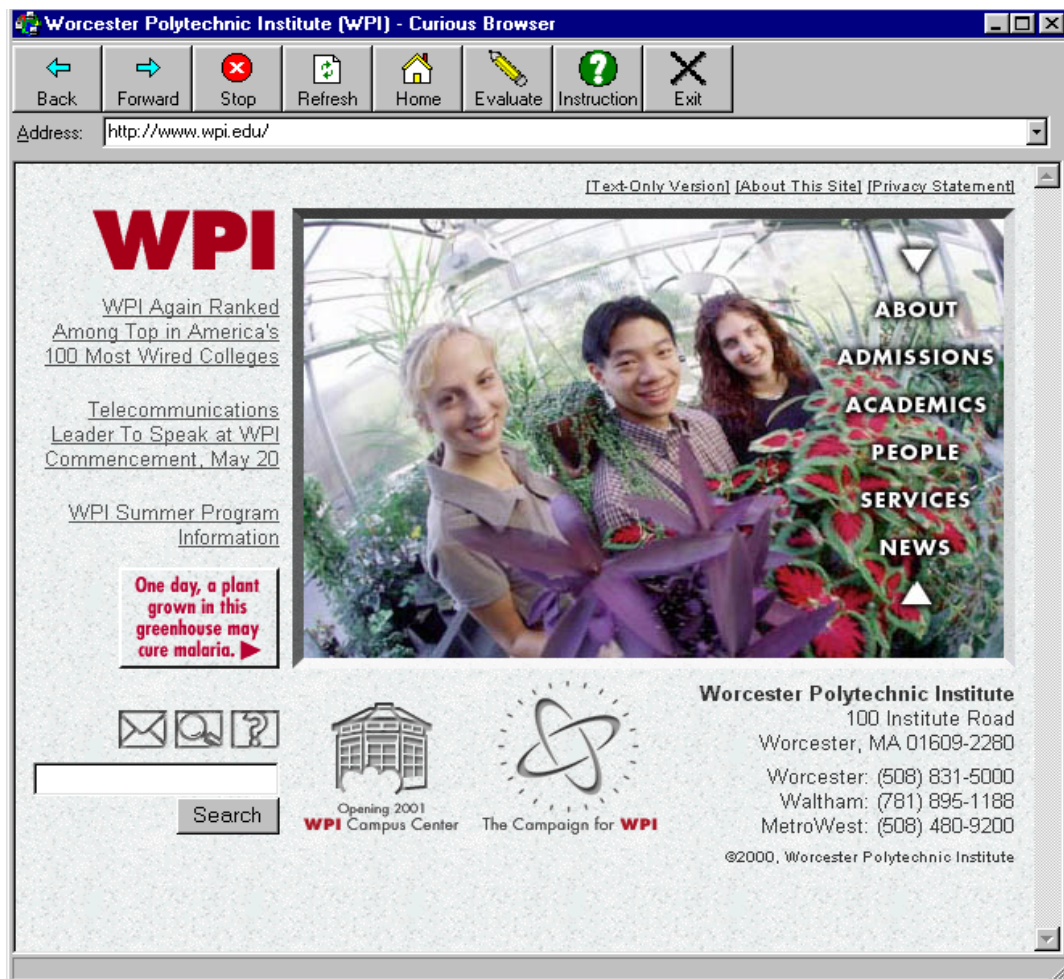 Worcester Polytechnic Institute (WPI) - Curious Browser
Back Forward Stop Refresh Home Evaluate Instruction Exit
Address: http://www.wpi.edu/
[Text-Only Version] [About This Site] [Privacy Statement]
WPI
WPI Again Ranked
Among Top in America's
100 Most Wired Colleges
Telecommunications
Leader To Speak at WPI
Commencement, May 20
WPI Summer Program
Information
One day, a plant
grown in this
greenhouse may
cure malaria.
ABOUT
ADMISSIONS
ACADEMICS
PEOPLE
SERVICES
NEWS
Search
Opening 2001
WPI Campus Center
The Campaign for WPI
Worcester Polytechnic Institute
100 Institute Road
Worcester, MA 01609-2280
Worcester: (508) 831-5000
Waltham: (781) 895-1188
MetroWest: (508) 480-9200
©2000, Worcester Polytechnic Institute